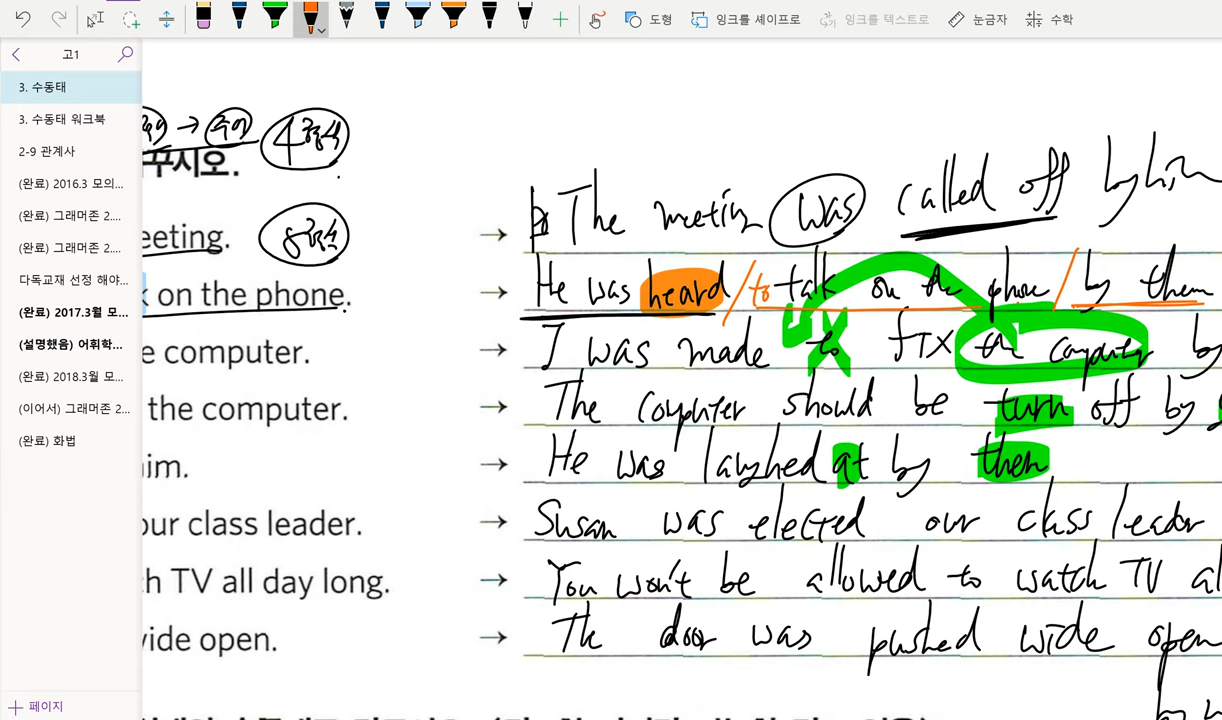 도형 잉크를 셰이프로 잉크를 텍스트로 눈금자 수학
고1
3. 수동태
3. 수동태 워크북
2-9 관계사
(완료) 2016.3 모의...
(완료) 그래머존 2....
(완료) 그래머존 2....
다독교재 선정 해야...
(완료) 2017.3월 모...
(설명했음) 어휘학...
(완료) 2018.3월 모...
(이어서) 그래머존 2...
(완료) 화법
페이지
→ 주어 4형식
꾸시오.
eeting. → The meeting was called off by him
5형식
k on the phone. → He was heard / to talk on the phone / by them
e computer. → I was made to fix the computer by
the computer. → The computer should be turn off by
him. → He was laughed at by them
our class leader. → Susan was elected our class leader
ch TV all day long. → You won't be allowed to watch TV al
wide open. → The door was pushed wide open